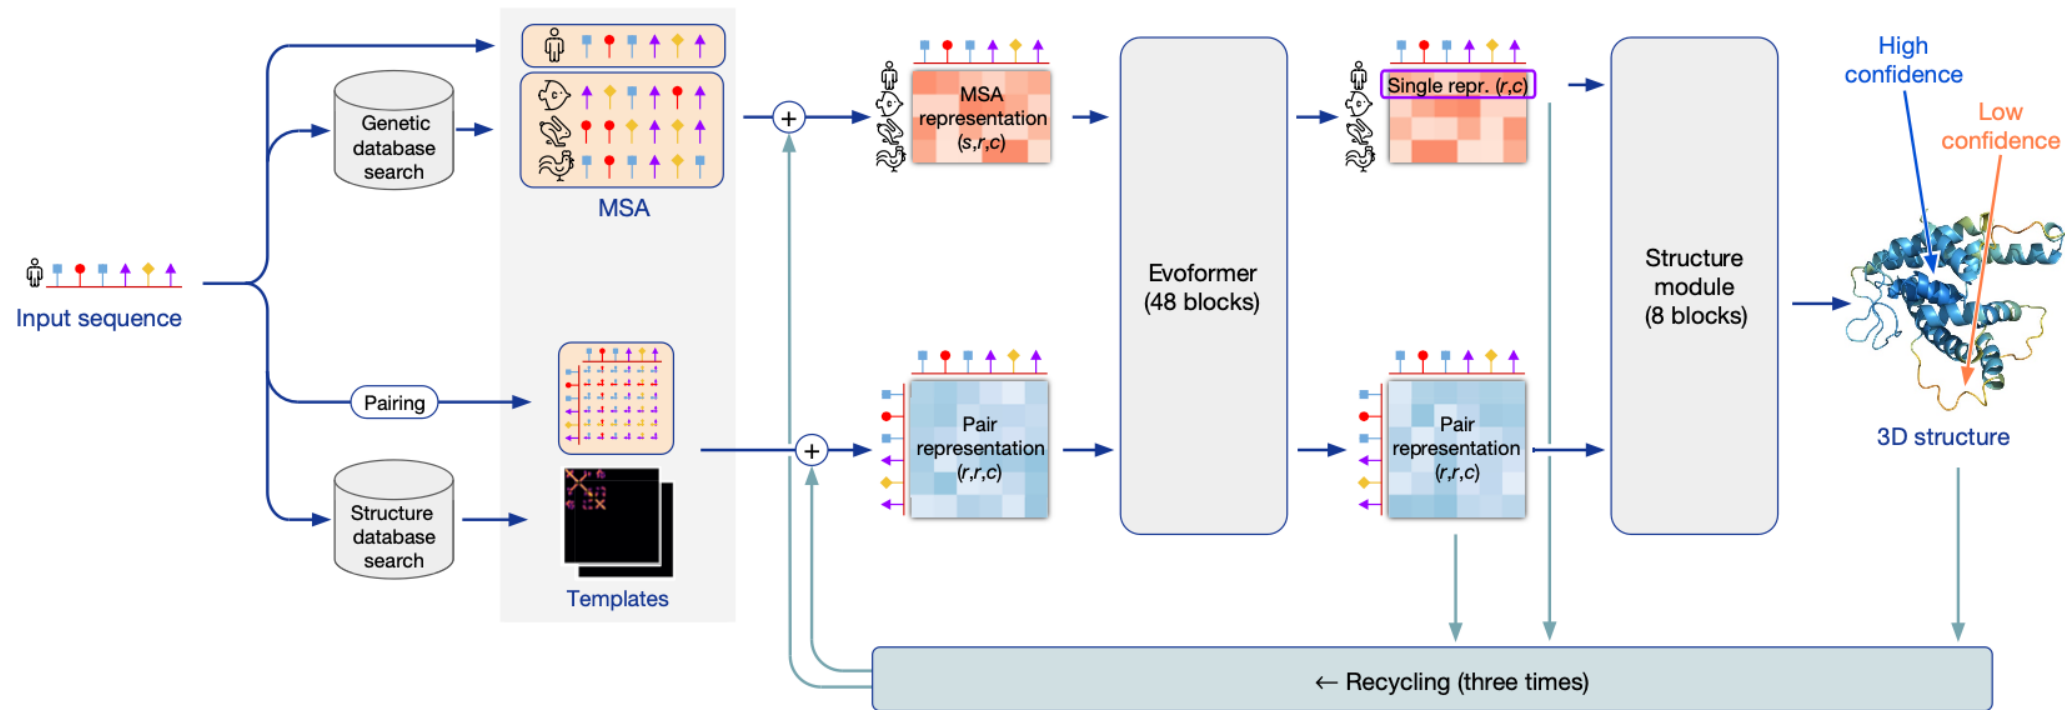 Input sequence
Genetic
database
search
Pairing
Structure
database
search
MSA
Templates
+
+
MSA
representation
(s,r,c)
Pair
representation
(r,r,c)
Evoformer
(48 blocks)
Single repr. (r,c)
Pair
representation
(r,r,c)
Structure
module
(8 blocks)
High
confidence
Low
confidence
3D structure
← Recycling (three times)